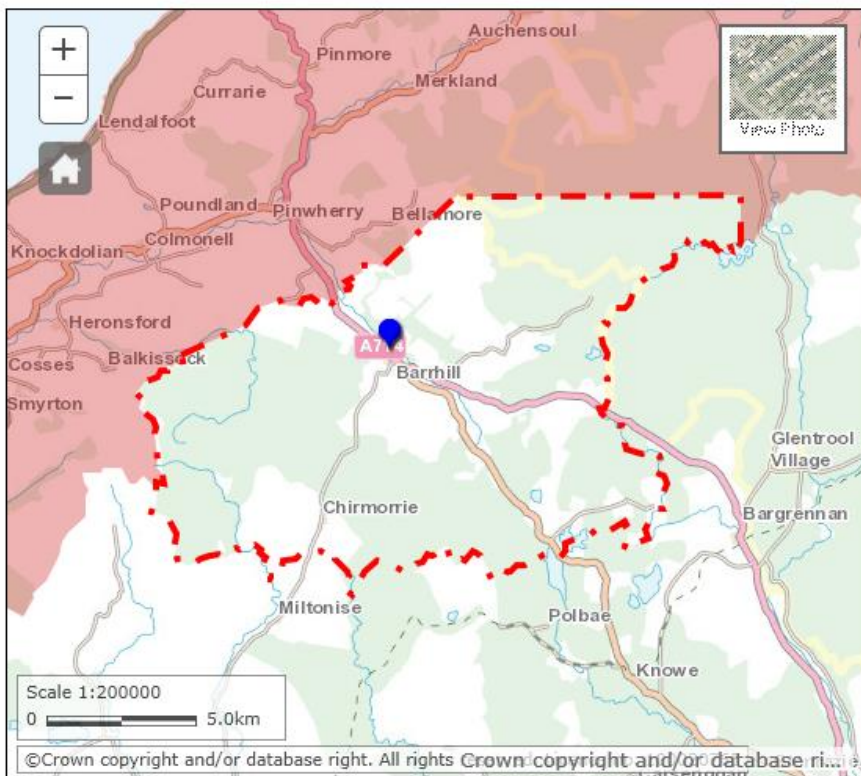 +
Auchensoul
Pinmore
Merkland
Currarie
−
Lendalfoot
View Photo
Poundland
Pinwherry
Bellamore
Knockdolian
Colmonell
Heronsford
A714
Balkissock
Cosses
Barrhill
Smyrton
Glentrool
Village
Chirmorrie
Bargrennan
Miltonise
Polbae
Knowe
Scale 1:200000
0 5.0km
©Crown copyright and/or database right. All rights Crown copyright and/or database ri...